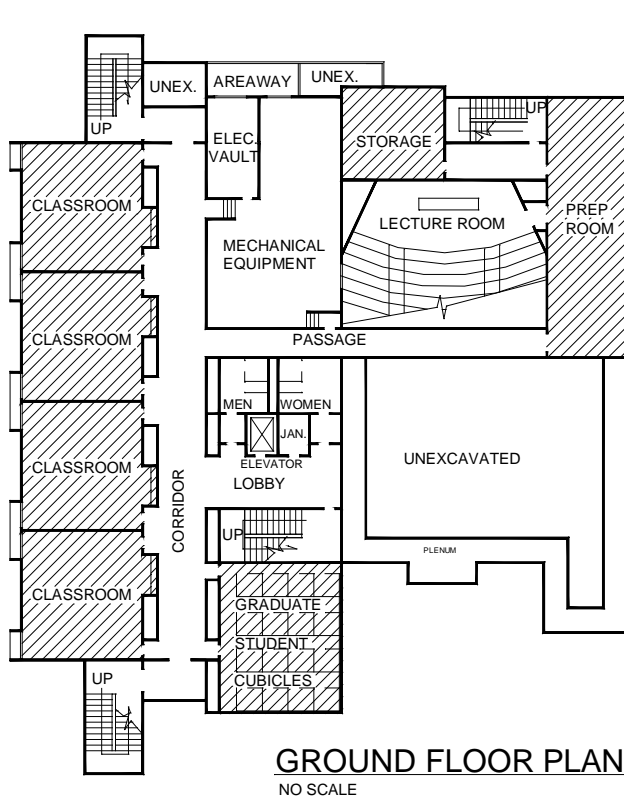 UNEX.
AREAWAY
UNEX.
UP
UP
ELEC.
VAULT
STORAGE
CLASSROOM
LECTURE ROOM
PREP
ROOM
MECHANICAL
EQUIPMENT
CLASSROOM
PASSAGE
MEN
WOMEN
JAN.
ELEVATOR
CLASSROOM
UNEXCAVATED
LOBBY
CORRIDOR
UP
PLENUM
CLASSROOM
GRADUATE
STUDENT
CUBICLES
UP
GROUND FLOOR PLAN
NO SCALE